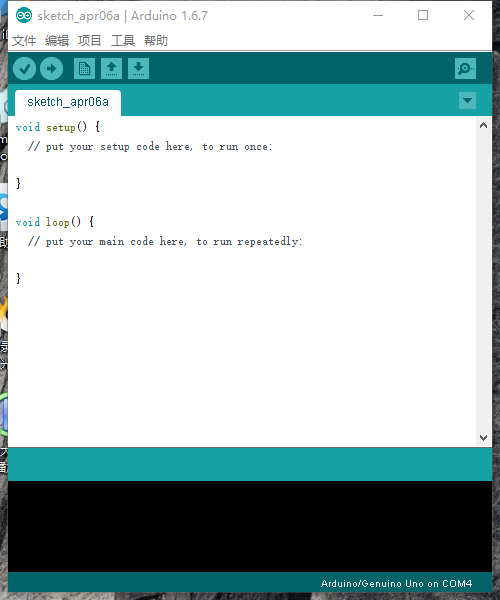 sketch_apr06a | Arduino 1.6.7
文件 编辑 项目 工具 帮助
sketch_apr06a
void setup() {
// put your setup code here, to run once:
}
void loop() {
// put your main code here, to run repeatedly:
}
Arduino/Genuino Uno on COM4